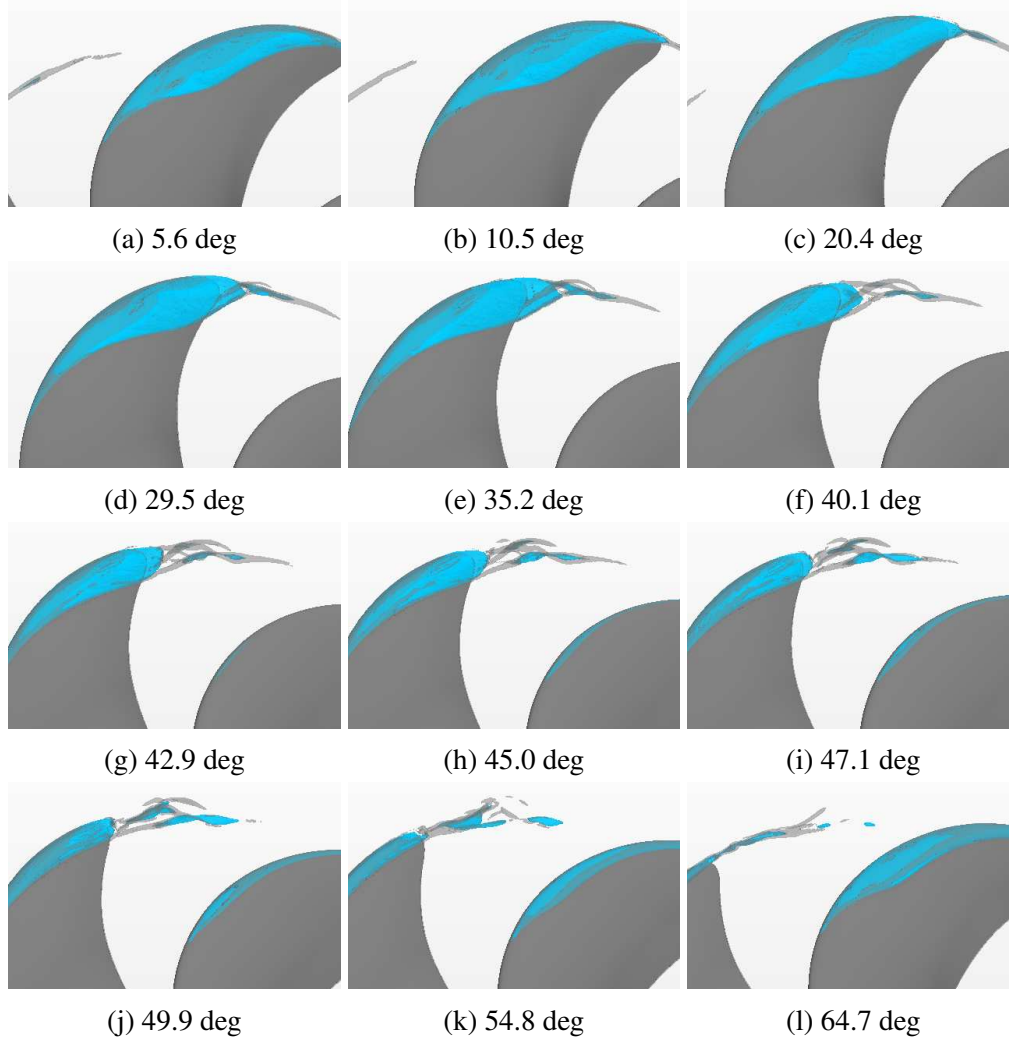 (a) 5.6 deg
(b) 10.5 deg
(c) 20.4 deg
(d) 29.5 deg
(e) 35.2 deg
(f) 40.1 deg
(g) 42.9 deg
(h) 45.0 deg
(i) 47.1 deg
(j) 49.9 deg
(k) 54.8 deg
(l) 64.7 deg